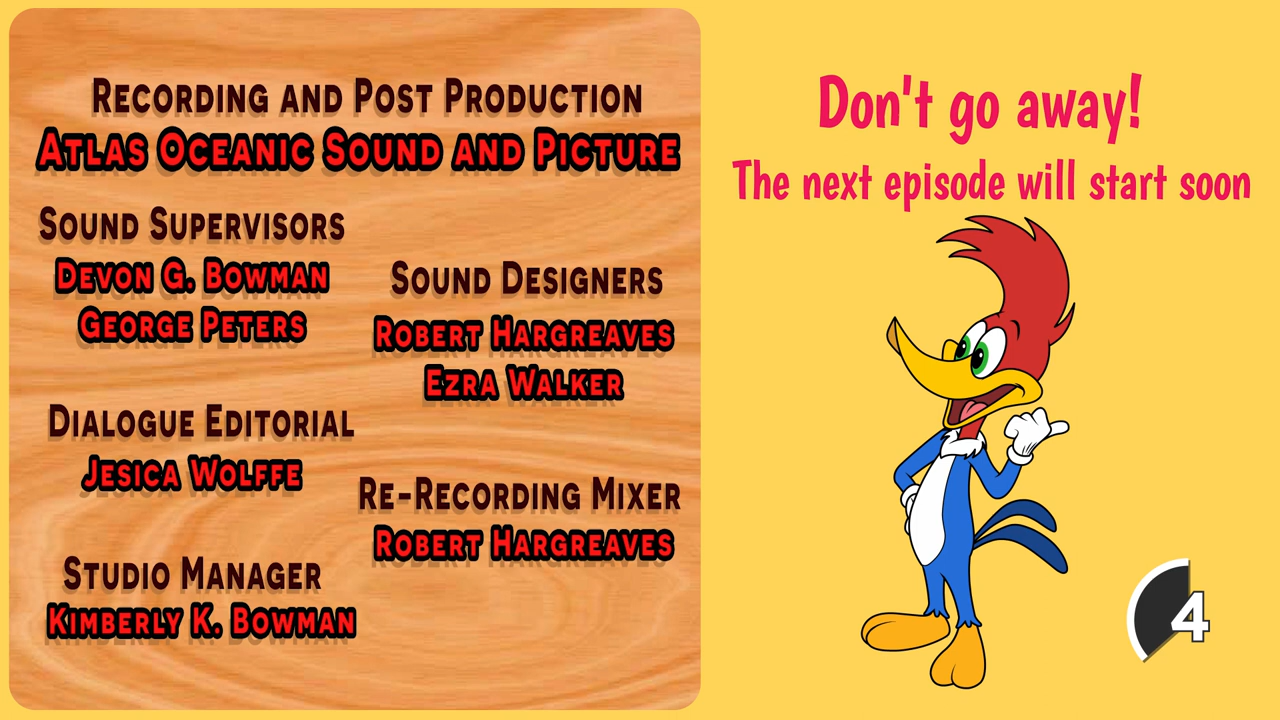 Recording and Post Production
Atlas Oceanic Sound and Picture
Sound Supervisors
Devon G. Bowman
George Peters
Dialogue Editorial
Jesica Wolffe
Studio Manager
Kimberly K. Bowman
Sound Designers
Robert Hargreaves
Ezra Walker
Re-Recording Mixer
Robert Hargreaves
Don't go away!
The next episode will start soon
4